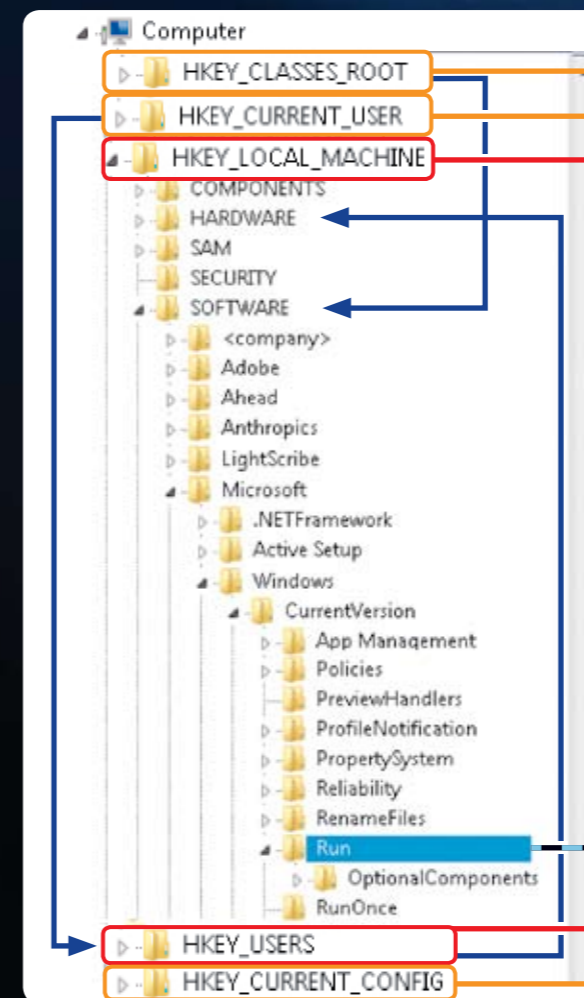 Computer
HKEY_CLASSES_ROOT
HKEY_CURRENT_USER
HKEY_LOCAL_MACHINE
COMPONENTS
HARDWARE
SAM
SECURITY
SOFTWARE
<company>
Adobe
Ahead
Anthropics
LightScribe
Microsoft
.NETFramework
Active Setup
Windows
CurrentVersion
App Management
Policies
PreviewHandlers
ProfileNotification
PropertySystem
Reliability
RenameFiles
Run
OptionalComponents
RunOnce
HKEY_USERS
HKEY_CURRENT_CONFIG